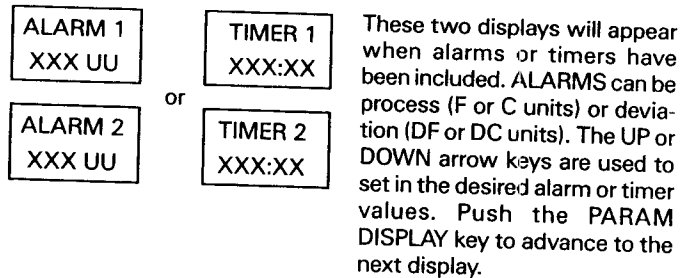 ALARM 1
XXX UU
ALARM 2
XXX UU
or
TIMER 1
XXX:XX
TIMER 2
XXX:XX
These two displays will appear
when alarms or timers have
been included. ALARMS can be
process (F or C units) or devia-
tion (DF or DC units). The UP or
DOWN arrow keys are used to
set in the desired alarm or timer
values. Push the PARAM
DISPLAY key to advance to the
next display.